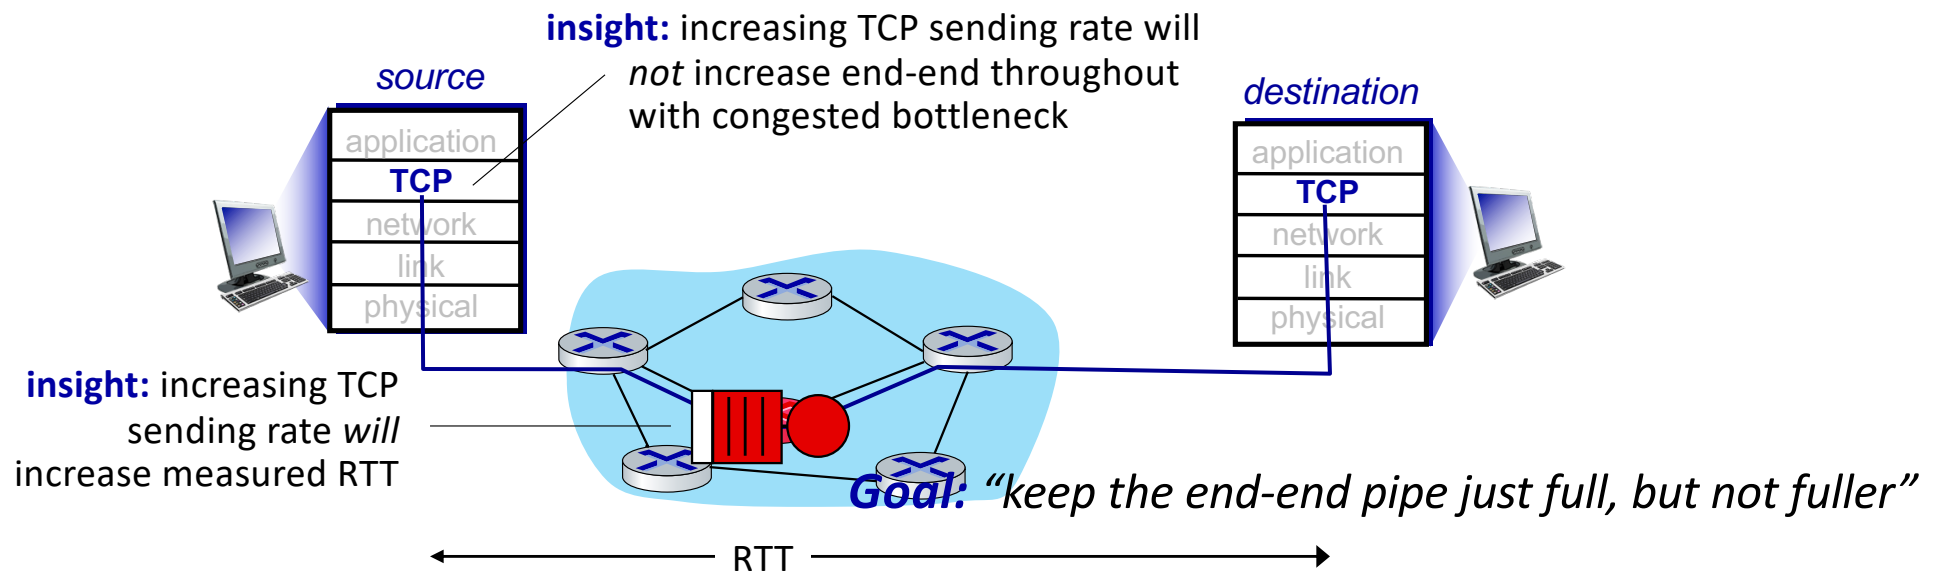 insight: increasing TCP sending rate will
not increase end-end throughout
with congested bottleneck
source
application
TCP
network
link
physical
destination
application
TCP
network
link
physical
insight: increasing TCP
sending rate will
increase measured RTT
Goal: “keep the end-end pipe just full, but not fuller”
RTT